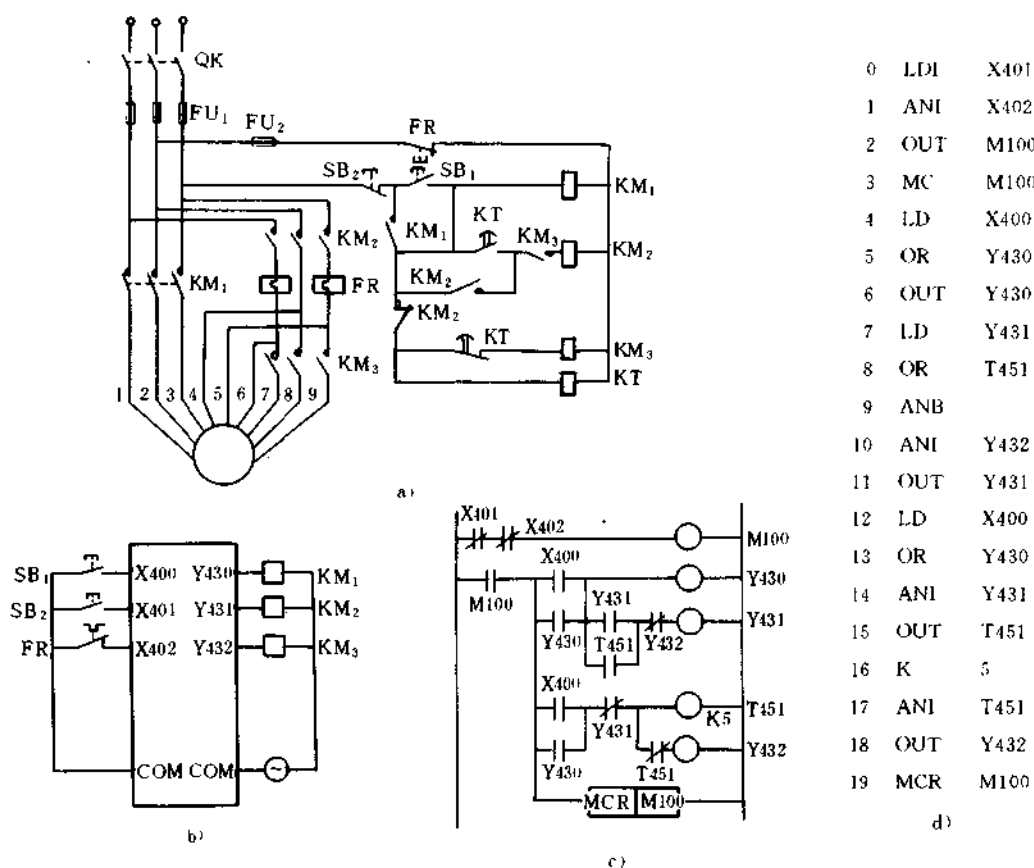 QK
FU₁
FU₂
FR
SB₂
SB₁
KM₁
KM₂
KM₁
KT
KM₃
KM₂
KM₁
FR
KM₂
KM₂
KT
KM₃
KM₃
KT
1 2 3 4 5 6 7 8 9
a)
SB₁ X400 Y430 KM₁
SB₂ X401 Y431 KM₂
FR X402 Y432 KM₃
COM COM ~
b)
X401 X402 M100
X400
M100 Y430
Y431 Y431
Y430 T451 Y432
X400
Y431 K5 T451
Y432
Y430 T451
MCR M100
c)
0 LDI X401
1 ANI X402
2 OUT M100
3 MC M100
4 LD X400
5 OR Y430
6 OUT Y430
7 LD Y431
8 OR T451
9 ANB
10 ANI Y432
11 OUT Y431
12 LD X400
13 OR Y430
14 ANI Y431
15 OUT T451
16 K 5
17 ANI T451
18 OUT Y432
19 MCR M100
d)